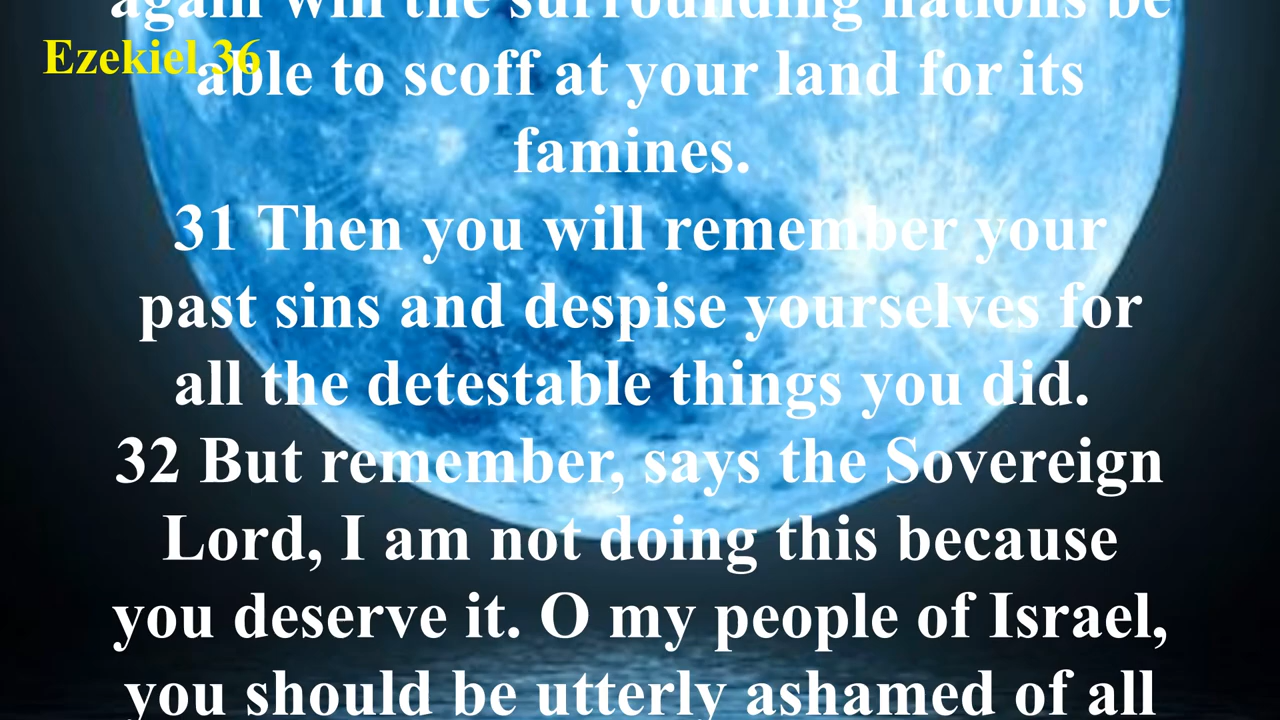 again will the surrounding nations be
Ezekiel 36
able to scoff at your land for its
famines.
31 Then you will remember your
past sins and despise yourselves for
all the detestable things you did.
32 But remember, says the Sovereign
Lord, I am not doing this because
you deserve it. O my people of Israel,
you should be utterly ashamed of all